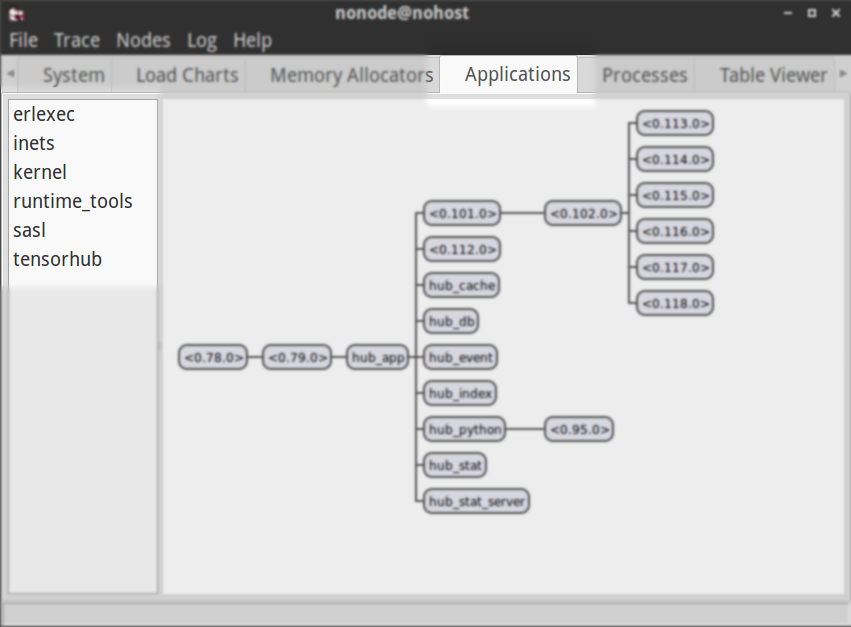 nonode@nohost
File Trace Nodes Log Help
System Load Charts Memory Allocators Applications Processes Table Viewer
erlexec
inets
kernel
runtime_tools
sasl
tensorhub
<0.113.0>
<0.114.0>
<0.115.0>
<0.101.0> <0.102.0>
<0.116.0>
<0.112.0>
<0.117.0>
hub_cache
<0.118.0>
hub_db
<0.78.0> <0.79.0> hub_app hub_event
hub_index
hub_python <0.95.0>
hub_stat
hub_stat_server